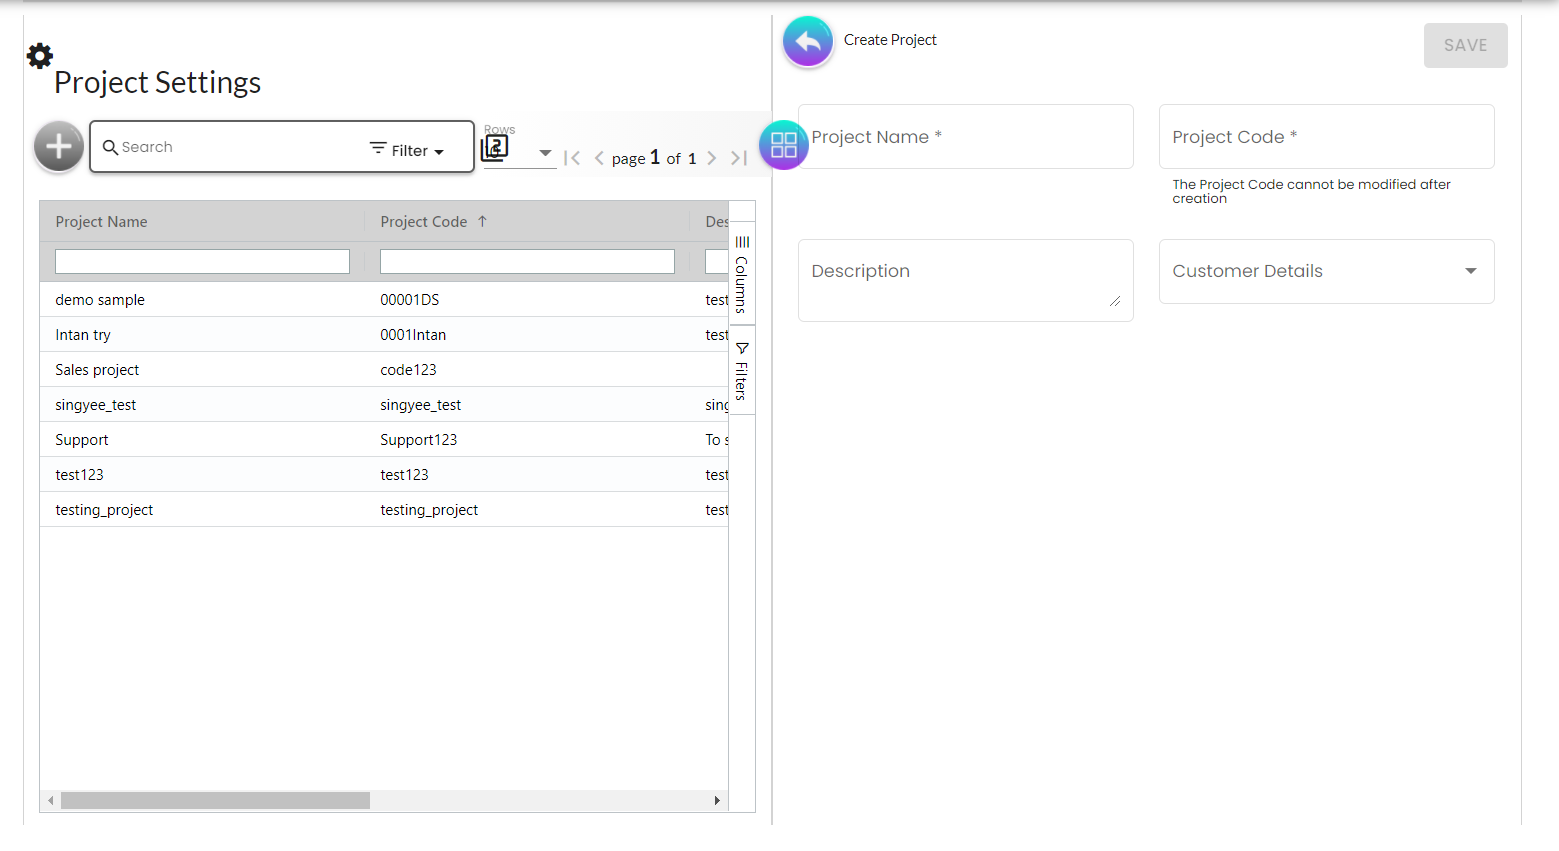 Project Settings
Search
Filter
Rows
page 1 of 1
Project Name
Project Code
demo sample
00001DS
test
Intan try
0001Intan
test
Sales project
code123
singyee_test
singyee_test
Support
Support123
To
test123
test123
test
testing_project
testing_project
test
Columns
Filters
Create Project
SAVE
Project Name *
Project Code *
The Project Code cannot be modified after
creation
Description
Customer Details